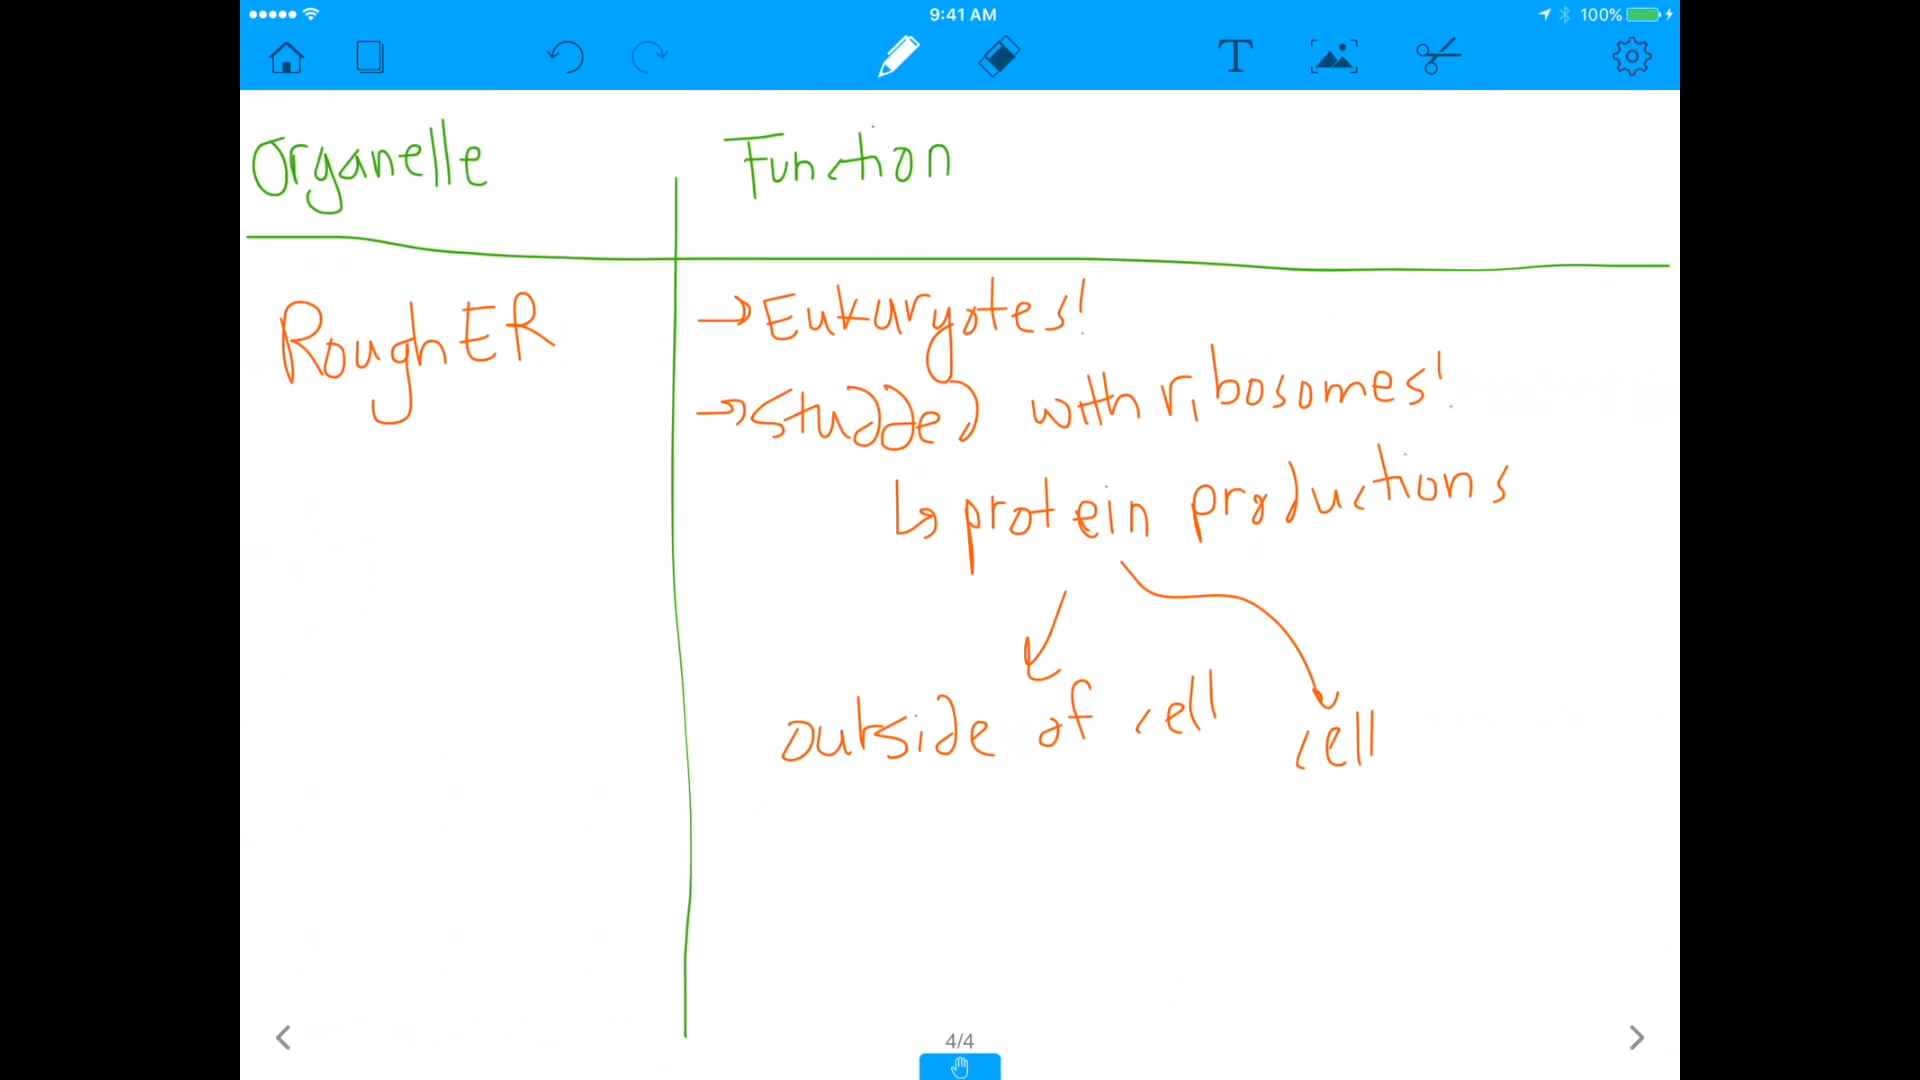 9:41 AM
100%
T
Organelle
Function
Rough ER
→Eukaryotes!
→studded with ribosomes!
↳protein productions
outside of cell
cell
4/4